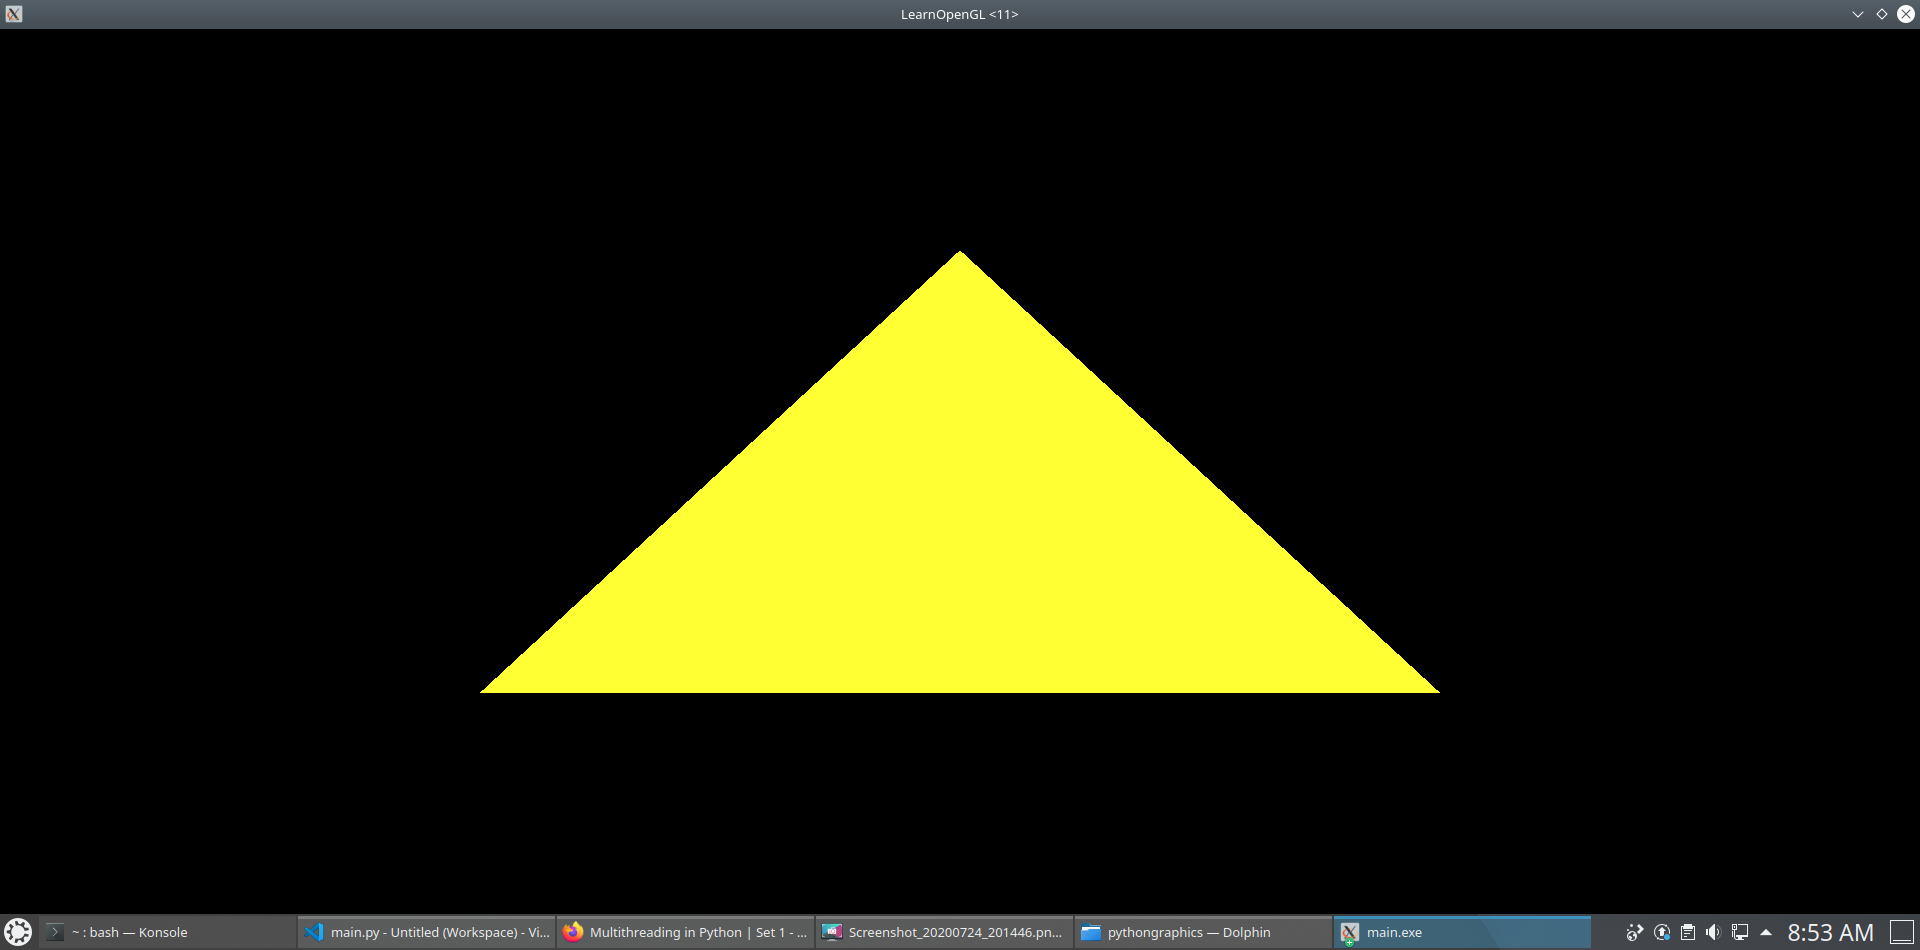 LearnOpenGL <11>
~ : bash — Konsole
main.py - Untitled (Workspace) - Vi...
Multithreading in Python | Set 1 - ...
Screenshot_20200724_201446.pn...
pythongraphics — Dolphin
main.exe
8:53 AM